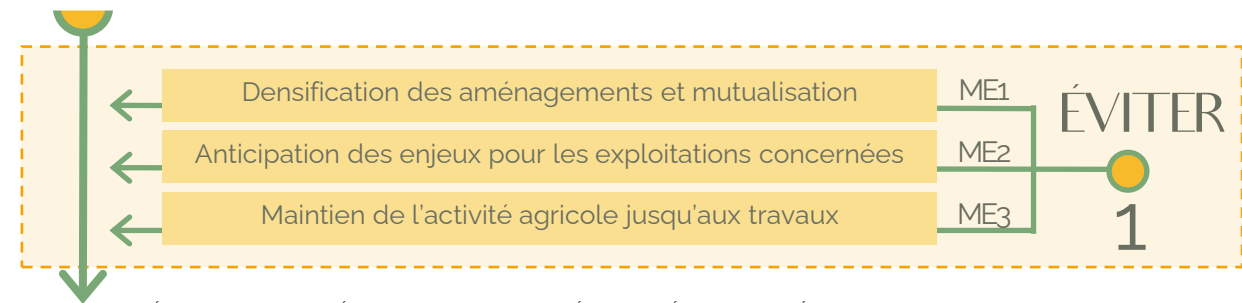 Densification des aménagements et mutualisation ME1
ÉVITER
Anticipation des enjeux pour les exploitations concernées ME2
Maintien de l'activité agricole jusqu'aux travaux ME3
1